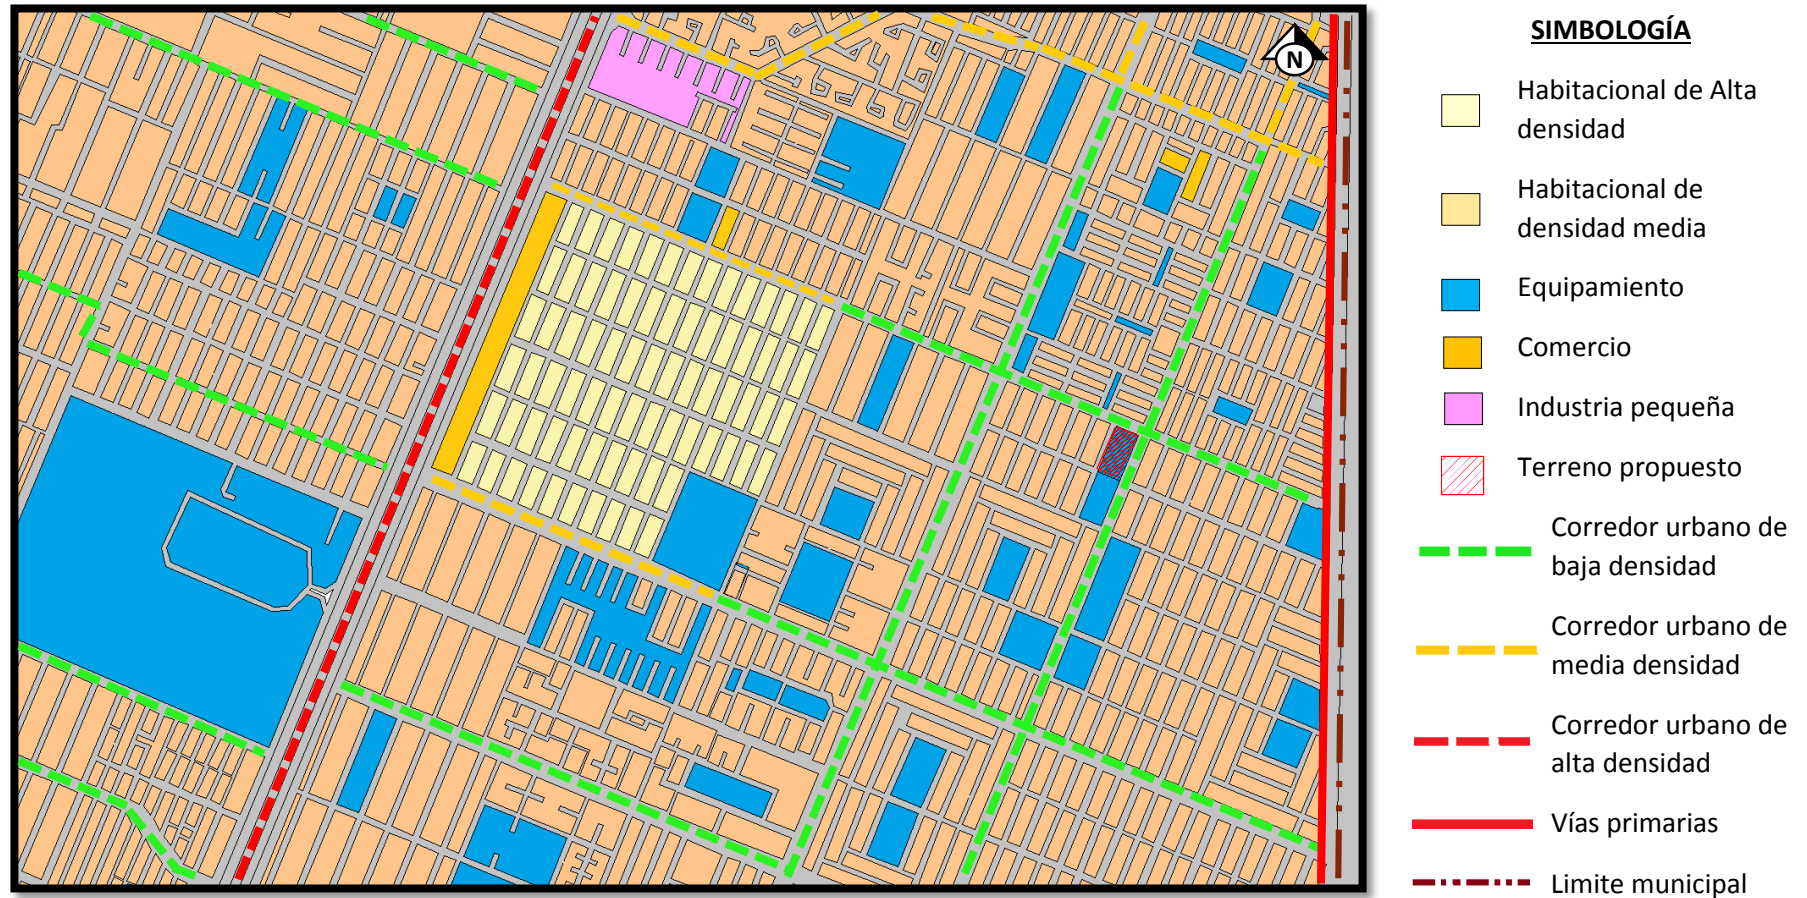 N
SIMBOLOGÍA
Habitacional de Alta
densidad
Habitacional de
densidad media
Equipamiento
Comercio
Industria pequeña
Terreno propuesto
Corredor urbano de
baja densidad
Corredor urbano de
media densidad
Corredor urbano de
alta densidad
Vías primarias
Limite municipal